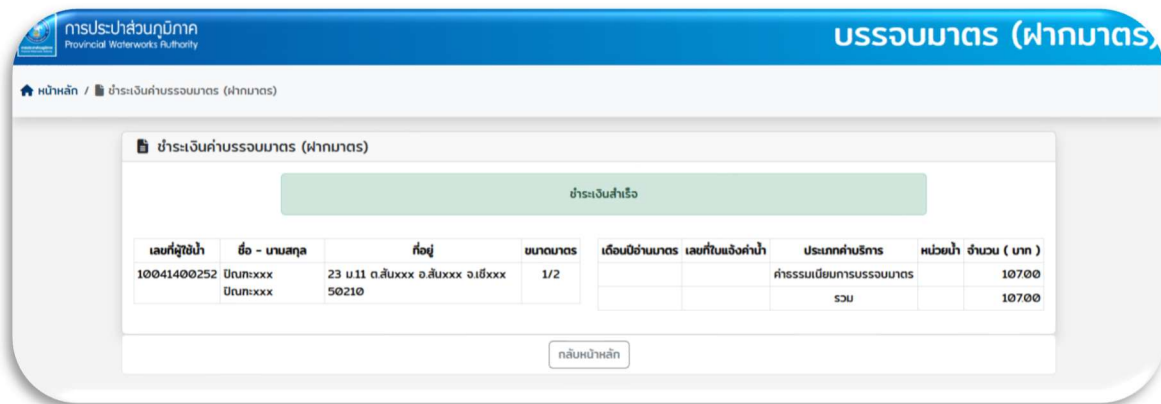 การประปาส่วนภูมิภาค
Provincial Waterworks Authority
บรรจบมาตร (ฝากมาตร)
หน้าหลัก / ชำระเงินค่าบรรจบมาตร (ฝากมาตร)
ชำระเงินค่าบรรจบมาตร (ฝากมาตร)
ชำระเงินสำเร็จ
เลขที่ผู้ใช้น้ำ ชื่อ - นามสกุล ที่อยู่ ขนาดมาตร เดือนปีอ่านมาตร เลขที่ใบแจ้งค่าน้ำ ประเภทค่าบริการ หน่วยน้ำ จำนวน ( บาท )
10041400252 ปัณฑะxxx 23 ม.11 ต.สันxxx อ.สันxxx จ.เชียxxx 1/2 ค่าธรรมเนียมการบรรจบมาตร 107.00
ปัณฑะxxx 50210 รวม 107.00
กลับหน้าหลัก